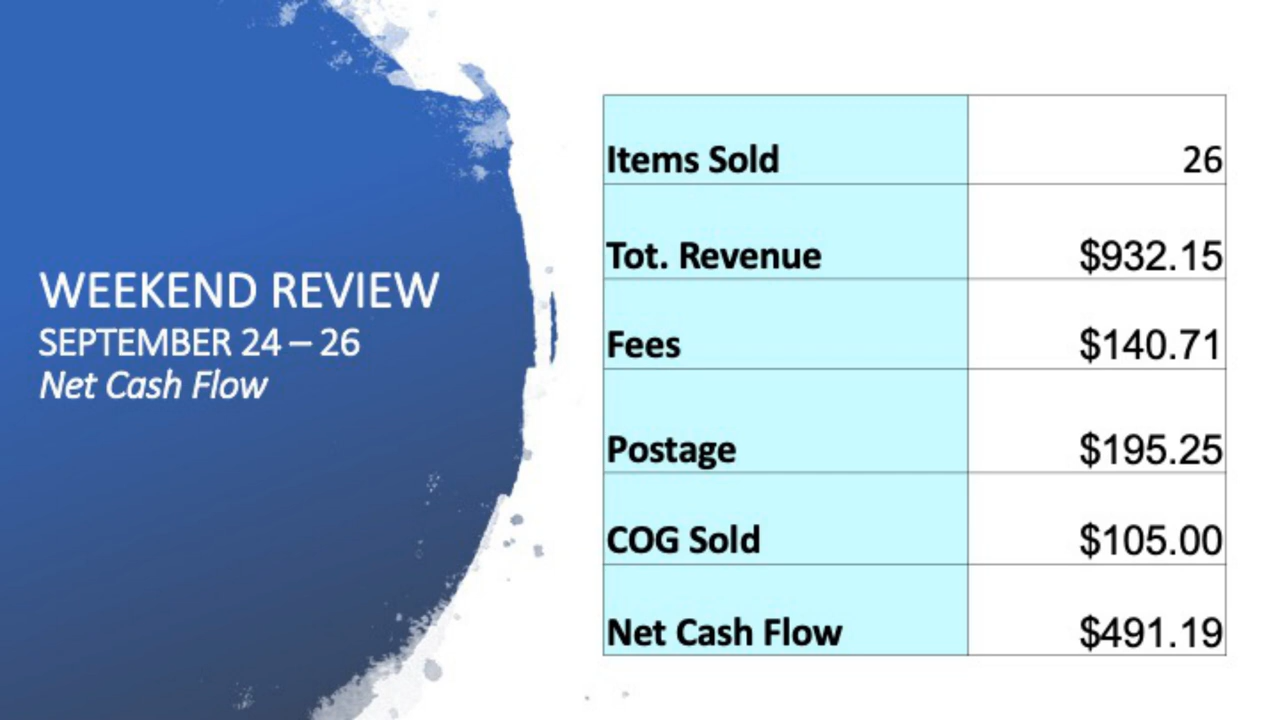 WEEKEND REVIEW
SEPTEMBER 24 – 26
Net Cash Flow
Items Sold 26
Tot. Revenue $932.15
Fees $140.71
Postage $195.25
COG Sold $105.00
Net Cash Flow $491.19